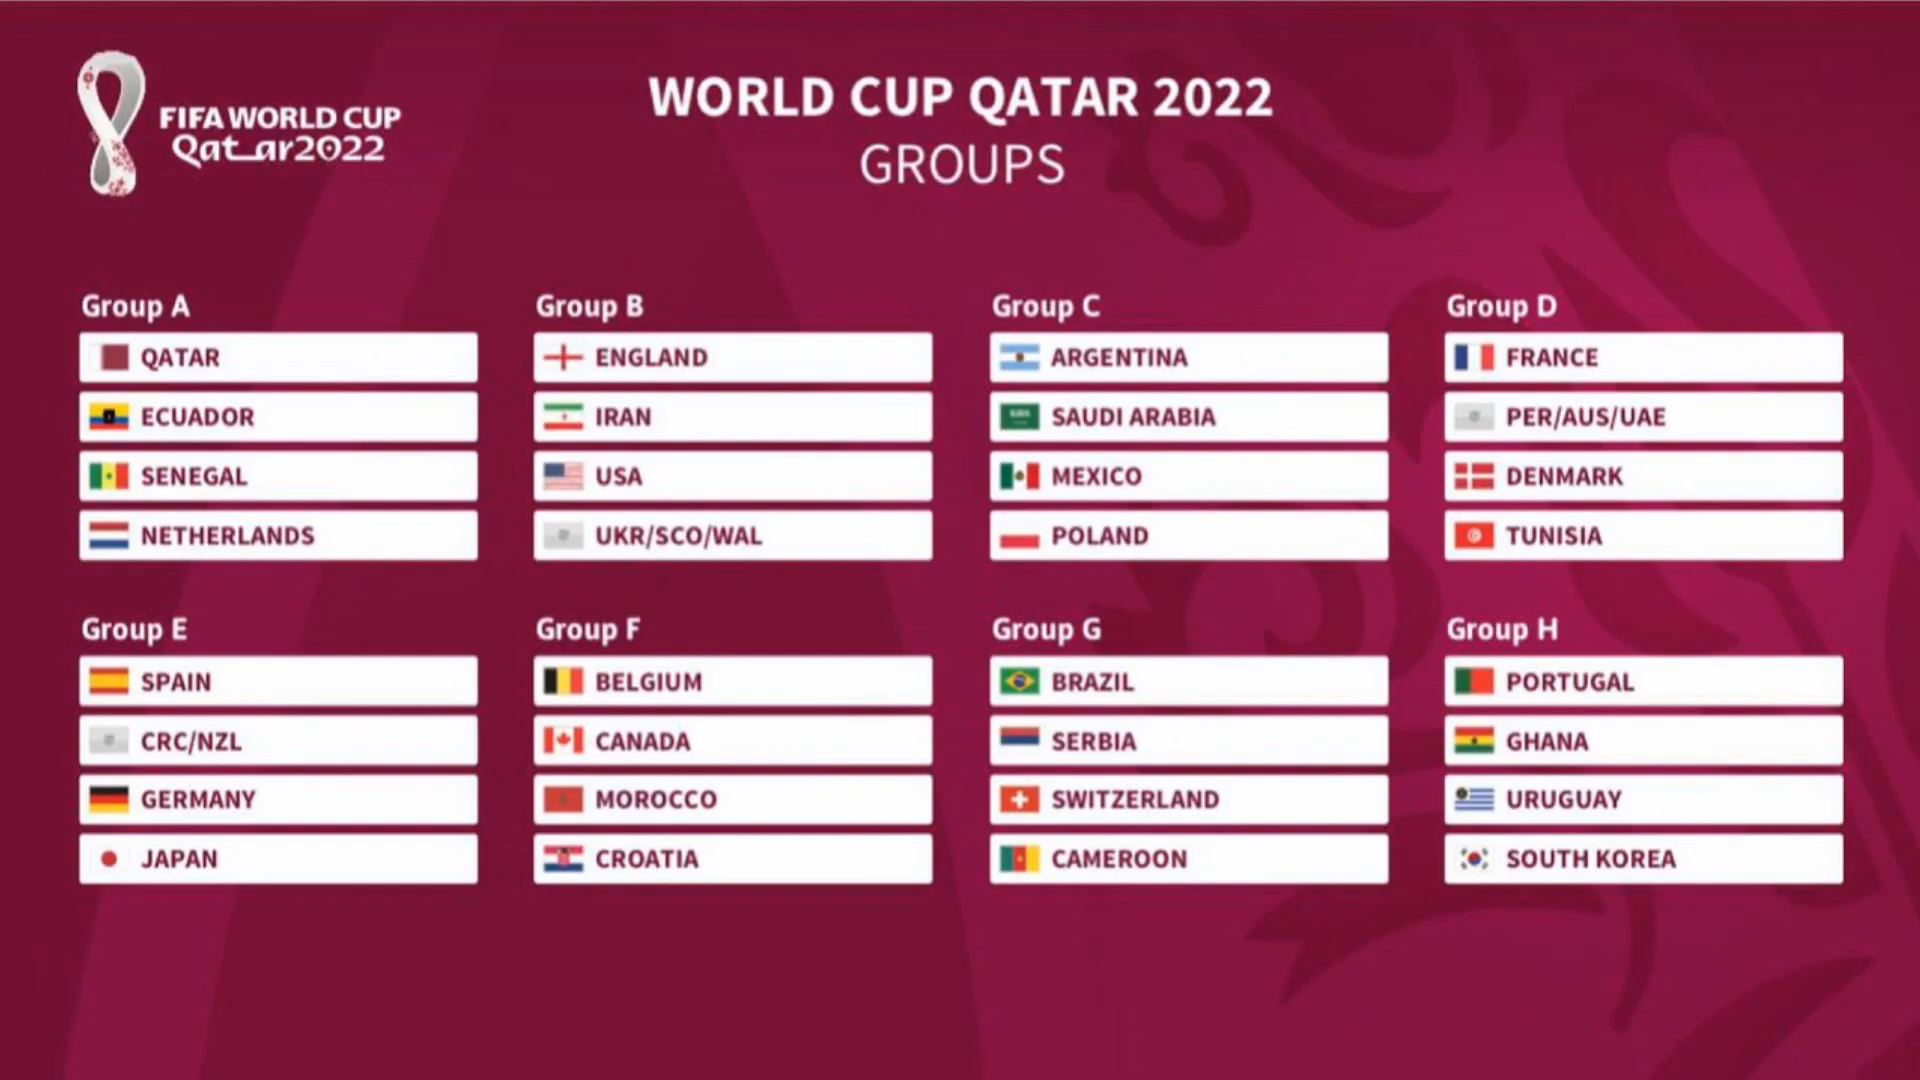 FIFA WORLD CUP
Qatar2022
WORLD CUP QATAR 2022
GROUPS
Group A
QATAR
ECUADOR
SENEGAL
NETHERLANDS
Group B
ENGLAND
IRAN
USA
UKR/SCO/WAL
Group C
ARGENTINA
SAUDI ARABIA
MEXICO
POLAND
Group D
FRANCE
PER/AUS/UAE
DENMARK
TUNISIA
Group E
SPAIN
CRC/NZL
GERMANY
JAPAN
Group F
BELGIUM
CANADA
MOROCCO
CROATIA
Group G
BRAZIL
SERBIA
SWITZERLAND
CAMEROON
Group H
PORTUGAL
GHANA
URUGUAY
SOUTH KOREA